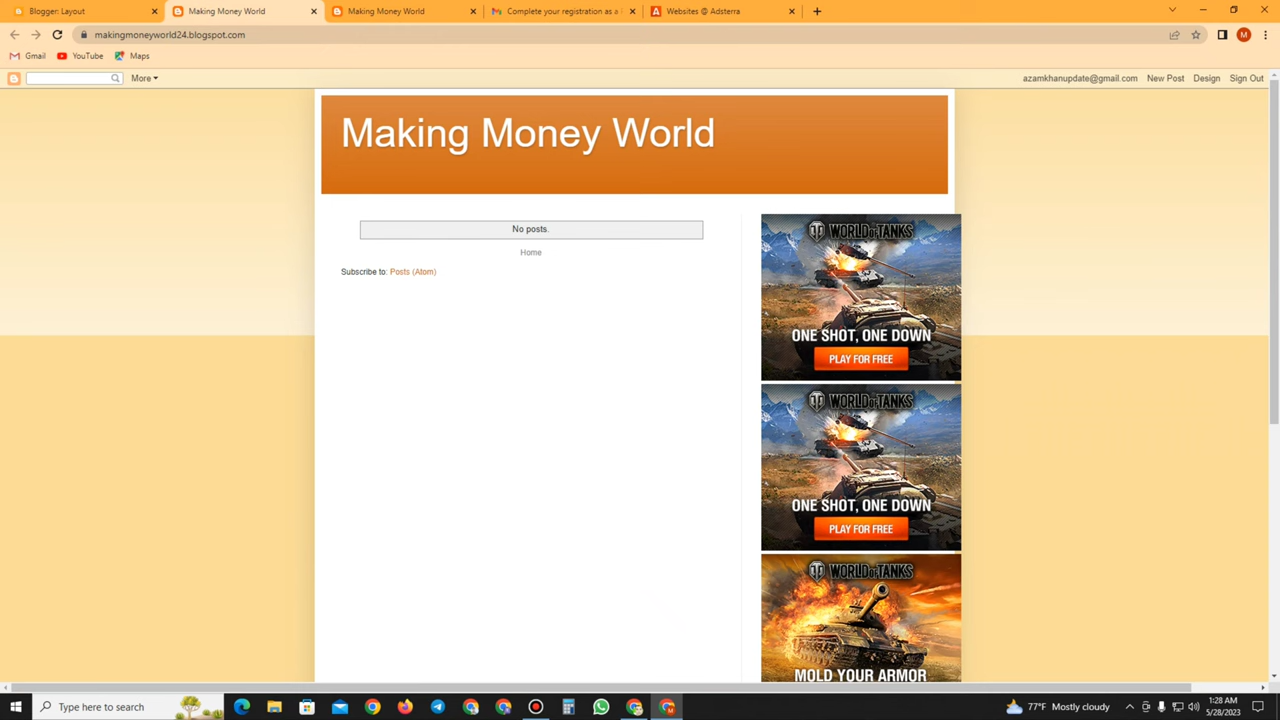 Blogger: Layout
Making Money World
Making Money World
Complete your registration as a
Websites @ Adsterra
makingmoneyworld24.blogspot.com
M
Gmail
YouTube
Maps
More
azamkhanupdate@gmail.com
New Post
Design
Sign Out
Making Money World
No posts.
Home
Subscribe to: Posts (Atom)
WORLD OF TANKS
ONE SHOT, ONE DOWN
PLAY FOR FREE
WORLD OF TANKS
ONE SHOT, ONE DOWN
PLAY FOR FREE
WORLD OF TANKS
MOLD YOUR ARMOR
Type here to search
77°F Mostly cloudy
1:28 AM
5/28/2023